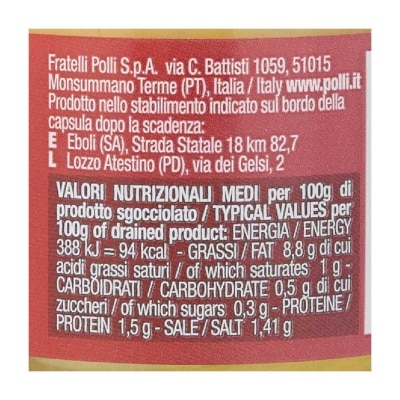 Fratelli Polli S.p.A. via C. Battisti 1059, 51015
Monsummano Terme (PT), Italia / Italy www.polli.it
Prodotto nello stabilimento indicato sul bordo della
capsula dopo la scadenza:
E Eboli (SA), Strada Statale 18 km 82,7
L Lozzo Atestino (PD), via dei Gelsi, 2
VALORI NUTRIZIONALI MEDI per 100g di
prodotto sgocciolato / TYPICAL VALUES per
100g of drained product: ENERGIA / ENERGY
388 kJ = 94 kcal - GRASSI / FAT 8,8 g di cui
acidi grassi saturi / of which saturates 1 g -
CARBOIDRATI / CARBOHYDRATE 0,5 g di cui
zuccheri / of which sugars 0,3 g - PROTEINE /
PROTEIN 1,5 g - SALE / SALT 1,41 g